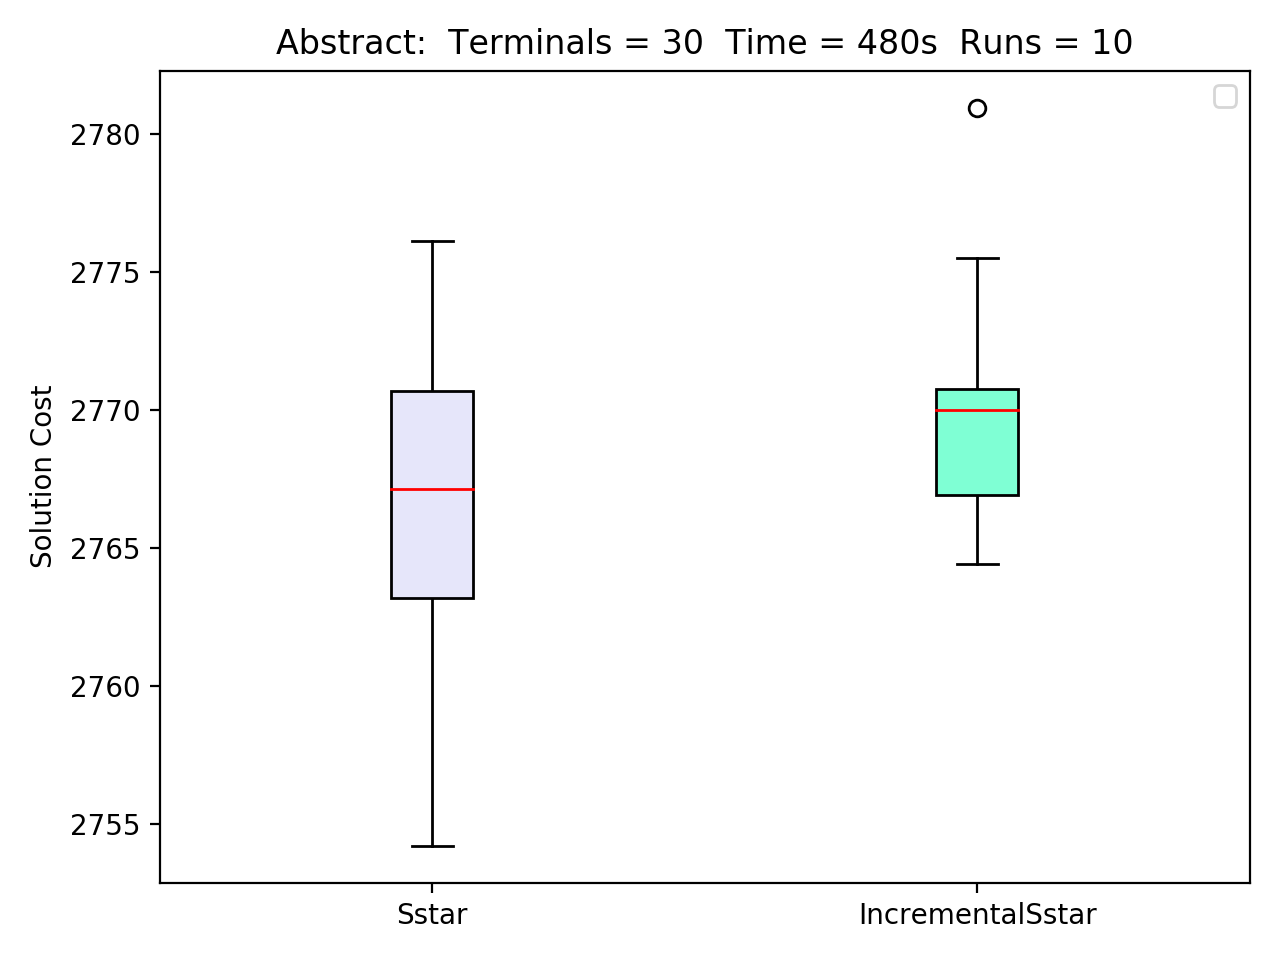 Abstract:  Terminals = 30  Time = 480s  Runs = 10
Solution Cost
2780
2775
2770
2765
2760
2755
Sstar
IncrementalSstar